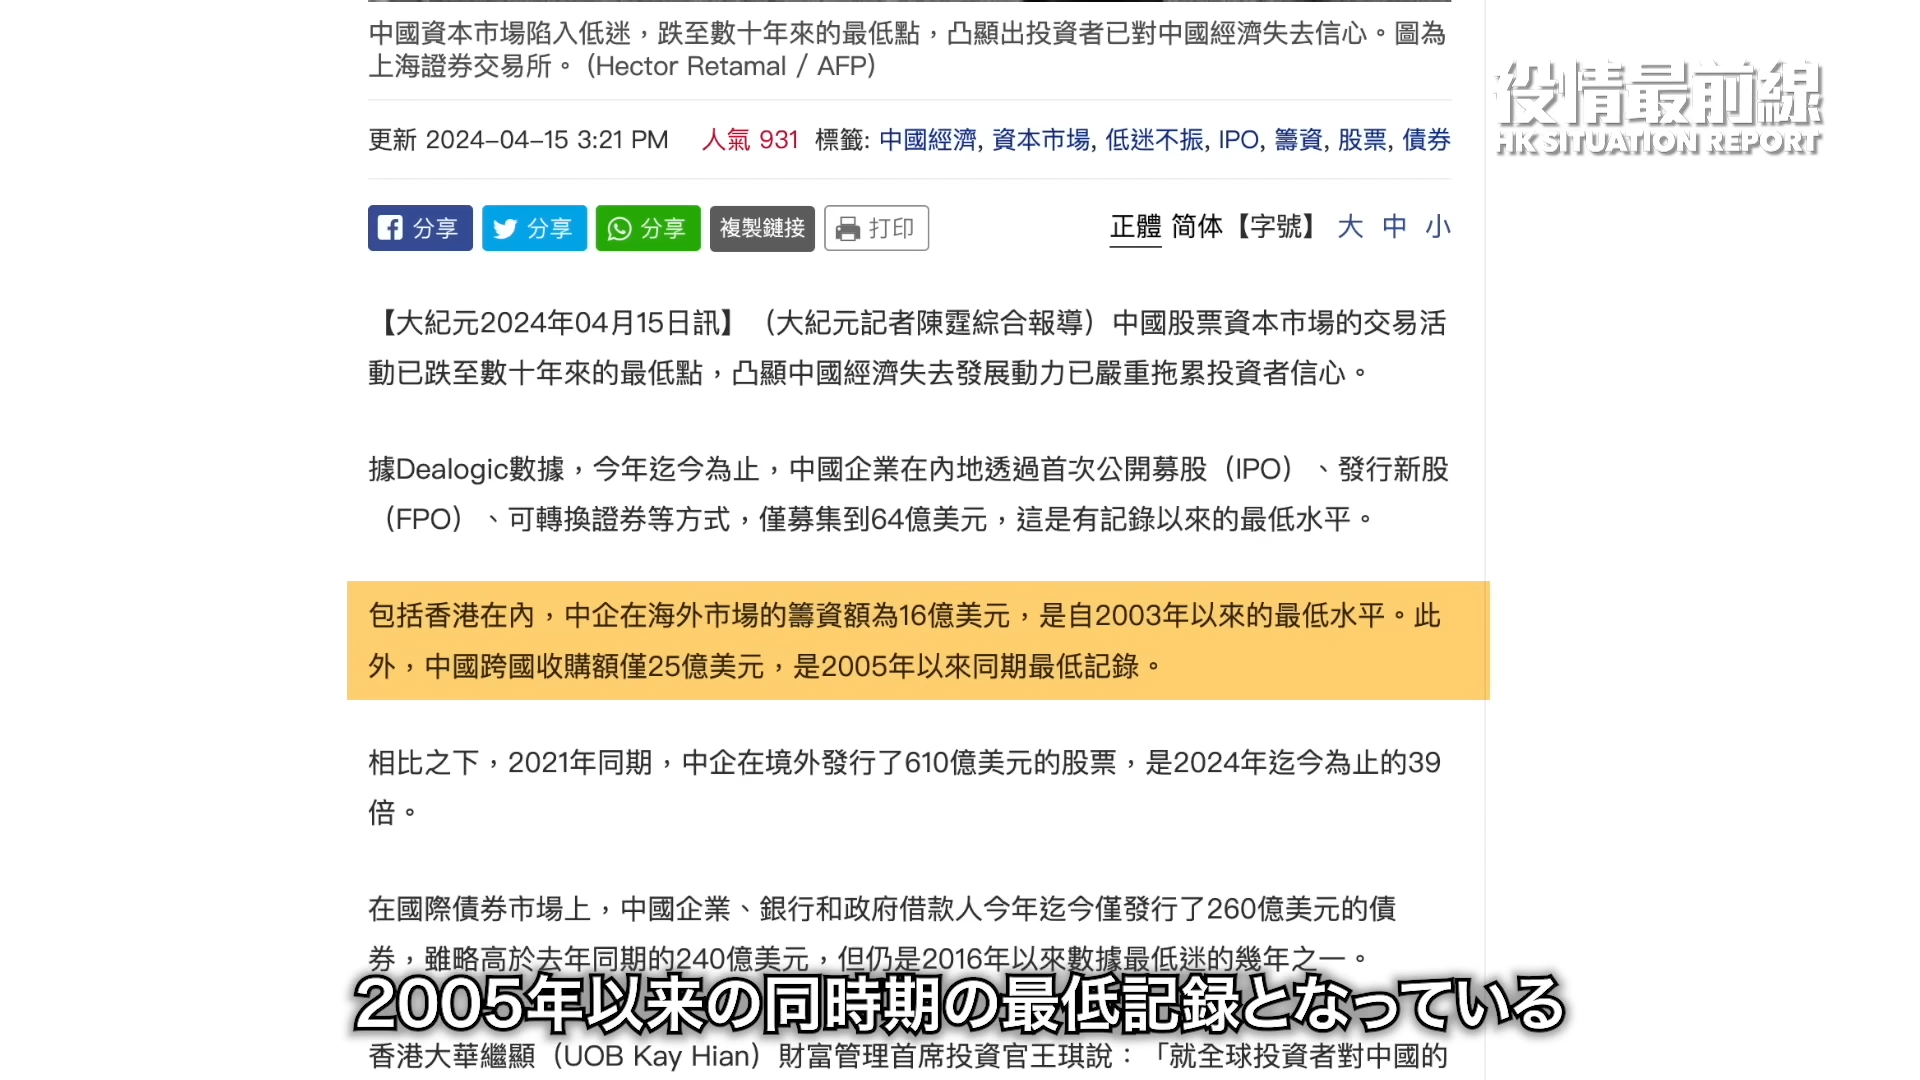 中國資本市場陷入低迷，跌至數十年來的最低點，凸顯出投資者已對中國經濟失去信心。圖為
上海證券交易所。（Hector Retamal / AFP）
役情最前線
HK SITUATION REPORT
更新 2024-04-15 3:21 PM 人氣 931 標籤: 中國經濟, 資本市場, 低迷不振, IPO, 籌資, 股票, 債券
分享 分享 分享 複製鏈接 打印 正體 简体【字號】 大 中 小
【大紀元2024年04月15日訊】（大紀元記者陳霆綜合報導）中國股票資本市場的交易活
動已跌至數十年來的最低點，凸顯中國經濟失去發展動力已嚴重拖累投資者信心。
據Dealogic數據，今年迄今為止，中國企業在內地透過首次公開募股（IPO）、發行新股
（FPO）、可轉換證券等方式，僅募集到64億美元，這是有記錄以來的最低水平。
包括香港在內，中企在海外市場的籌資額為16億美元，是自2003年以來的最低水平。此
外，中國跨國收購額僅25億美元，是2005年以來同期最低記錄。
相比之下，2021年同期，中企在境外發行了610億美元的股票，是2024年迄今為止的39
倍。
在國際債券市場上，中國企業、銀行和政府借款人今年迄今僅發行了260億美元的債
券，雖略高於去年同期的240億美元，但仍是2016年以來數據最低迷的幾年之一。
2005年以来の同時期の最低記録となっている
香港大華繼顯（UOB Kay Hian）財富管理首席投資官王琪說：「就全球投資者對中國的